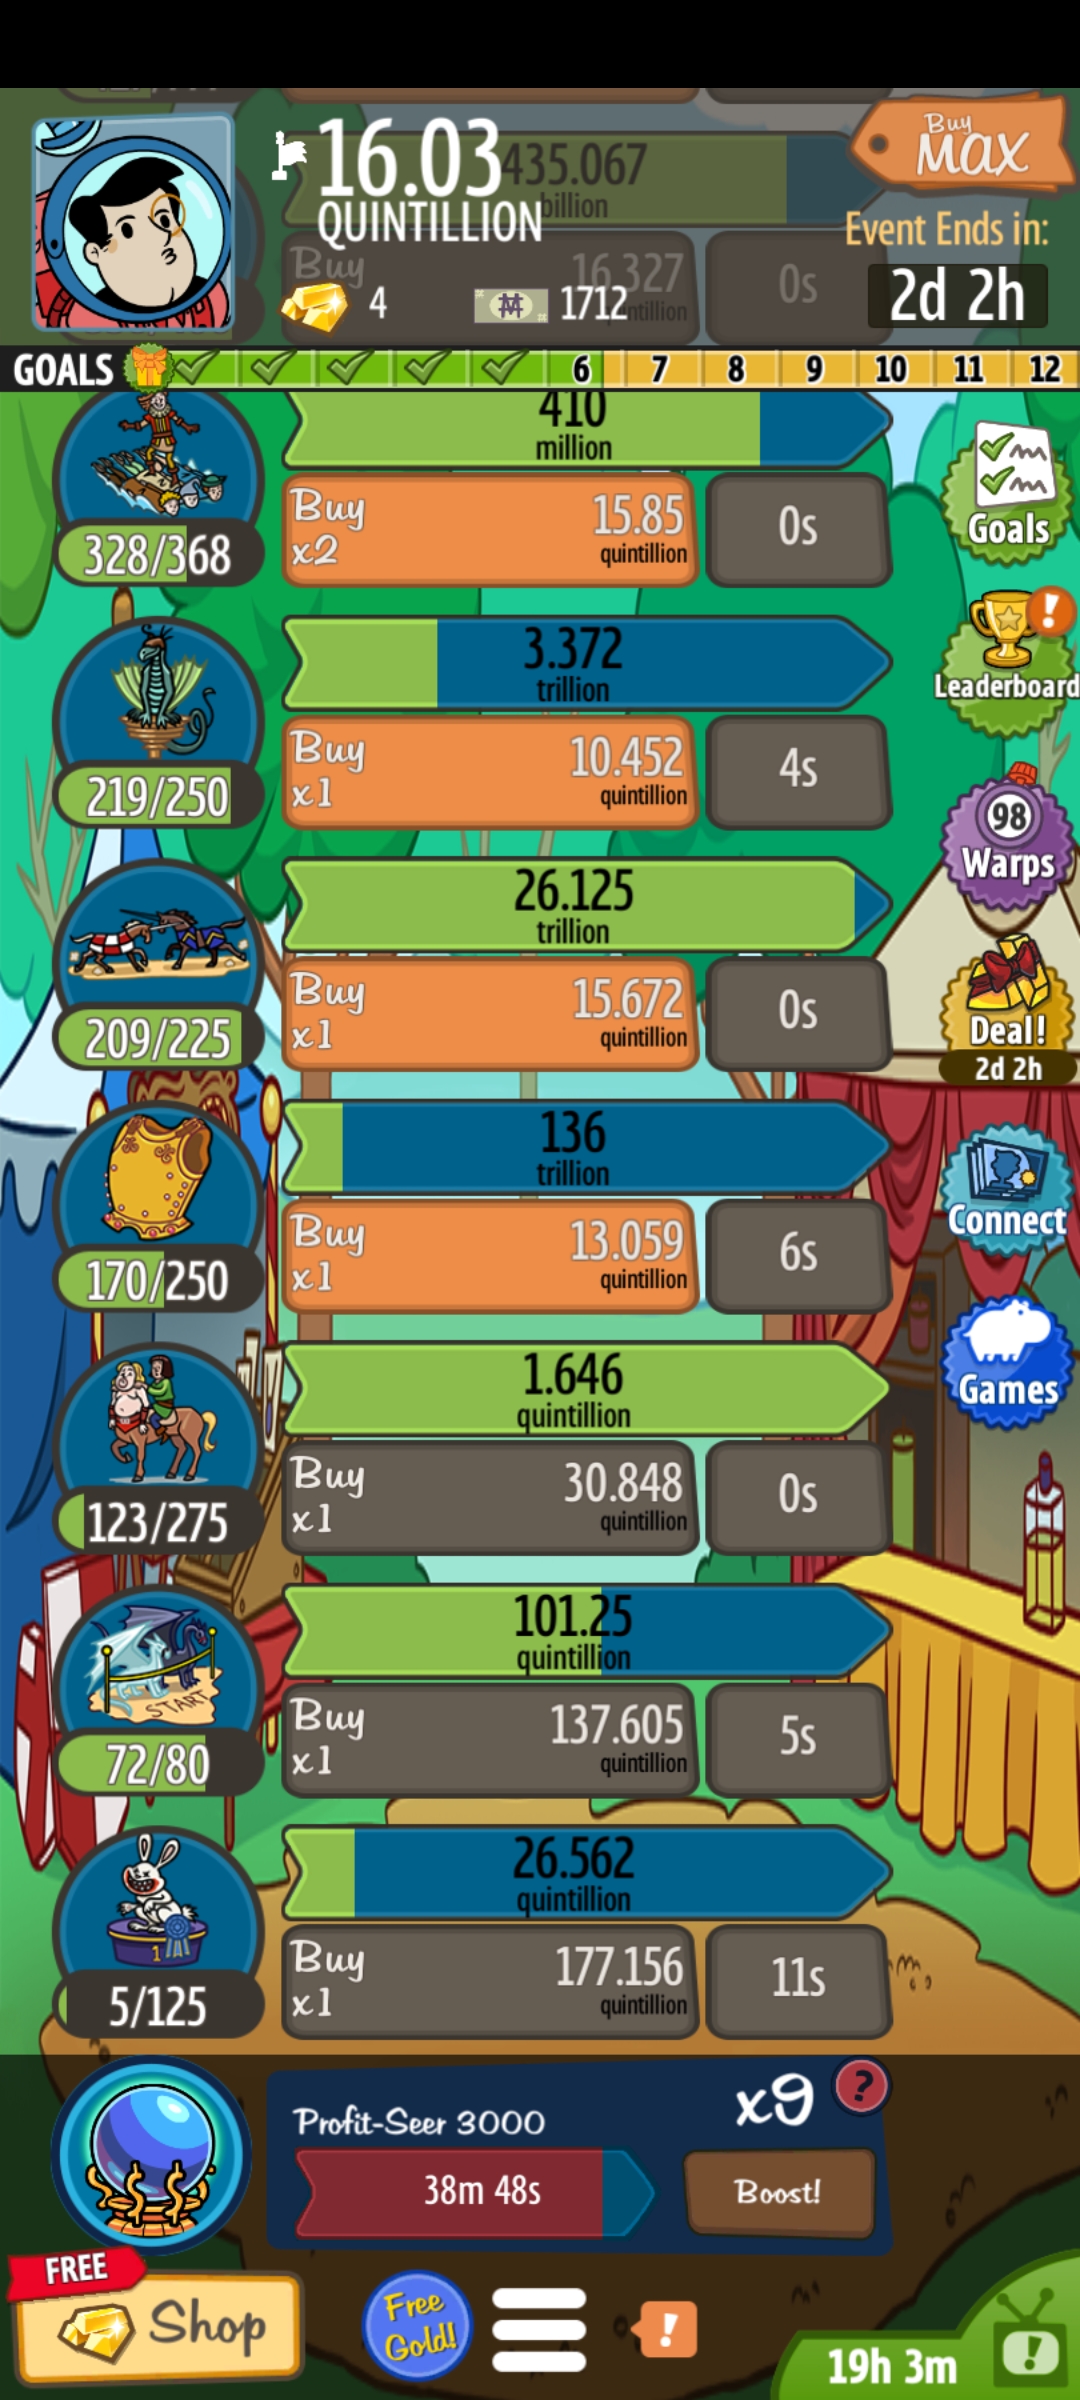 16.03
QUINTILLION
435.067
billion
Buy
MAX
Event Ends in:
2d 2h
Buy
16.327
0s
4
1712
GOALS 6 7 8 9 10 11 12
410
million
Buy
x2
15.85
quintillion
0s
328/368
Goals
3.372
trillion
Leaderboard
Buy
x1
10.452
quintillion
4s
219/250
98
Warps
26.125
trillion
Buy
x1
15.672
quintillion
0s
209/225
Deal!
2d 2h
136
trillion
Buy
x1
13.059
quintillion
6s
170/250
Connect
1.646
quintillion
Games
Buy
x1
30.848
quintillion
0s
123/275
101.25
quintillion
START
Buy
x1
137.605
quintillion
5s
72/80
26.562
quintillion
1
Buy
x1
177.156
quintillion
11s
5/125
Profit-Seer 3000
x9
?
38m 48s
Boost!
FREE
Shop
Free
Gold!
!
19h 3m
!